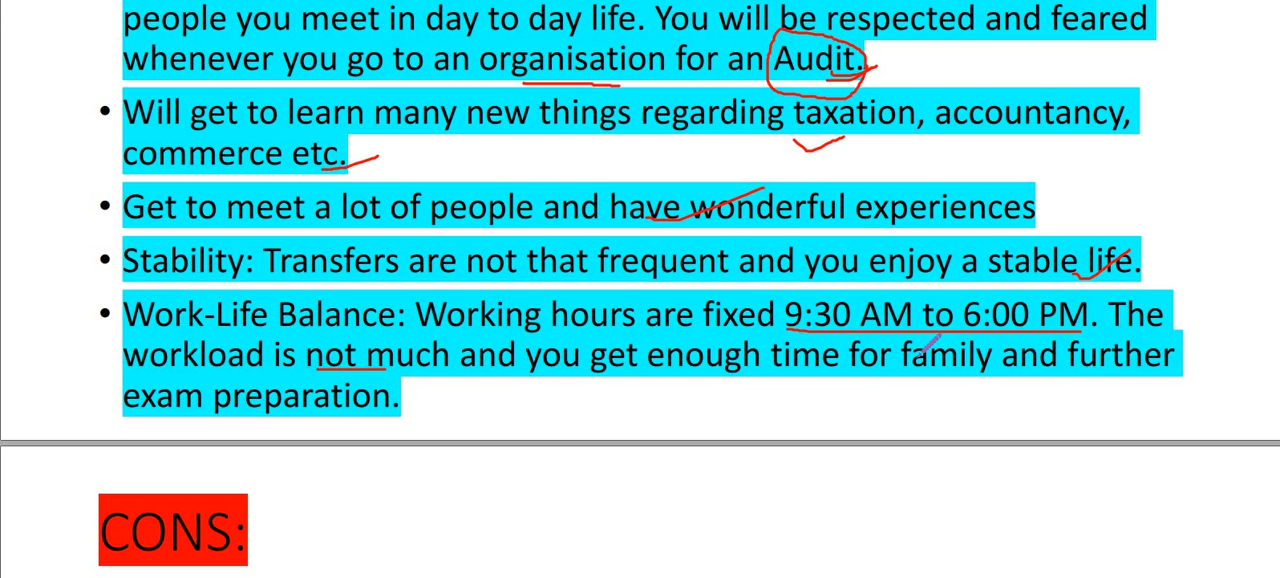 people you meet in day to day life. You will be respected and feared
whenever you go to an organisation for an Audit.
• Will get to learn many new things regarding taxation, accountancy,
commerce etc.
• Get to meet a lot of people and have wonderful experiences
• Stability: Transfers are not that frequent and you enjoy a stable life.
• Work-Life Balance: Working hours are fixed 9:30 AM to 6:00 PM. The
workload is not much and you get enough time for family and further
exam preparation.
CONS: